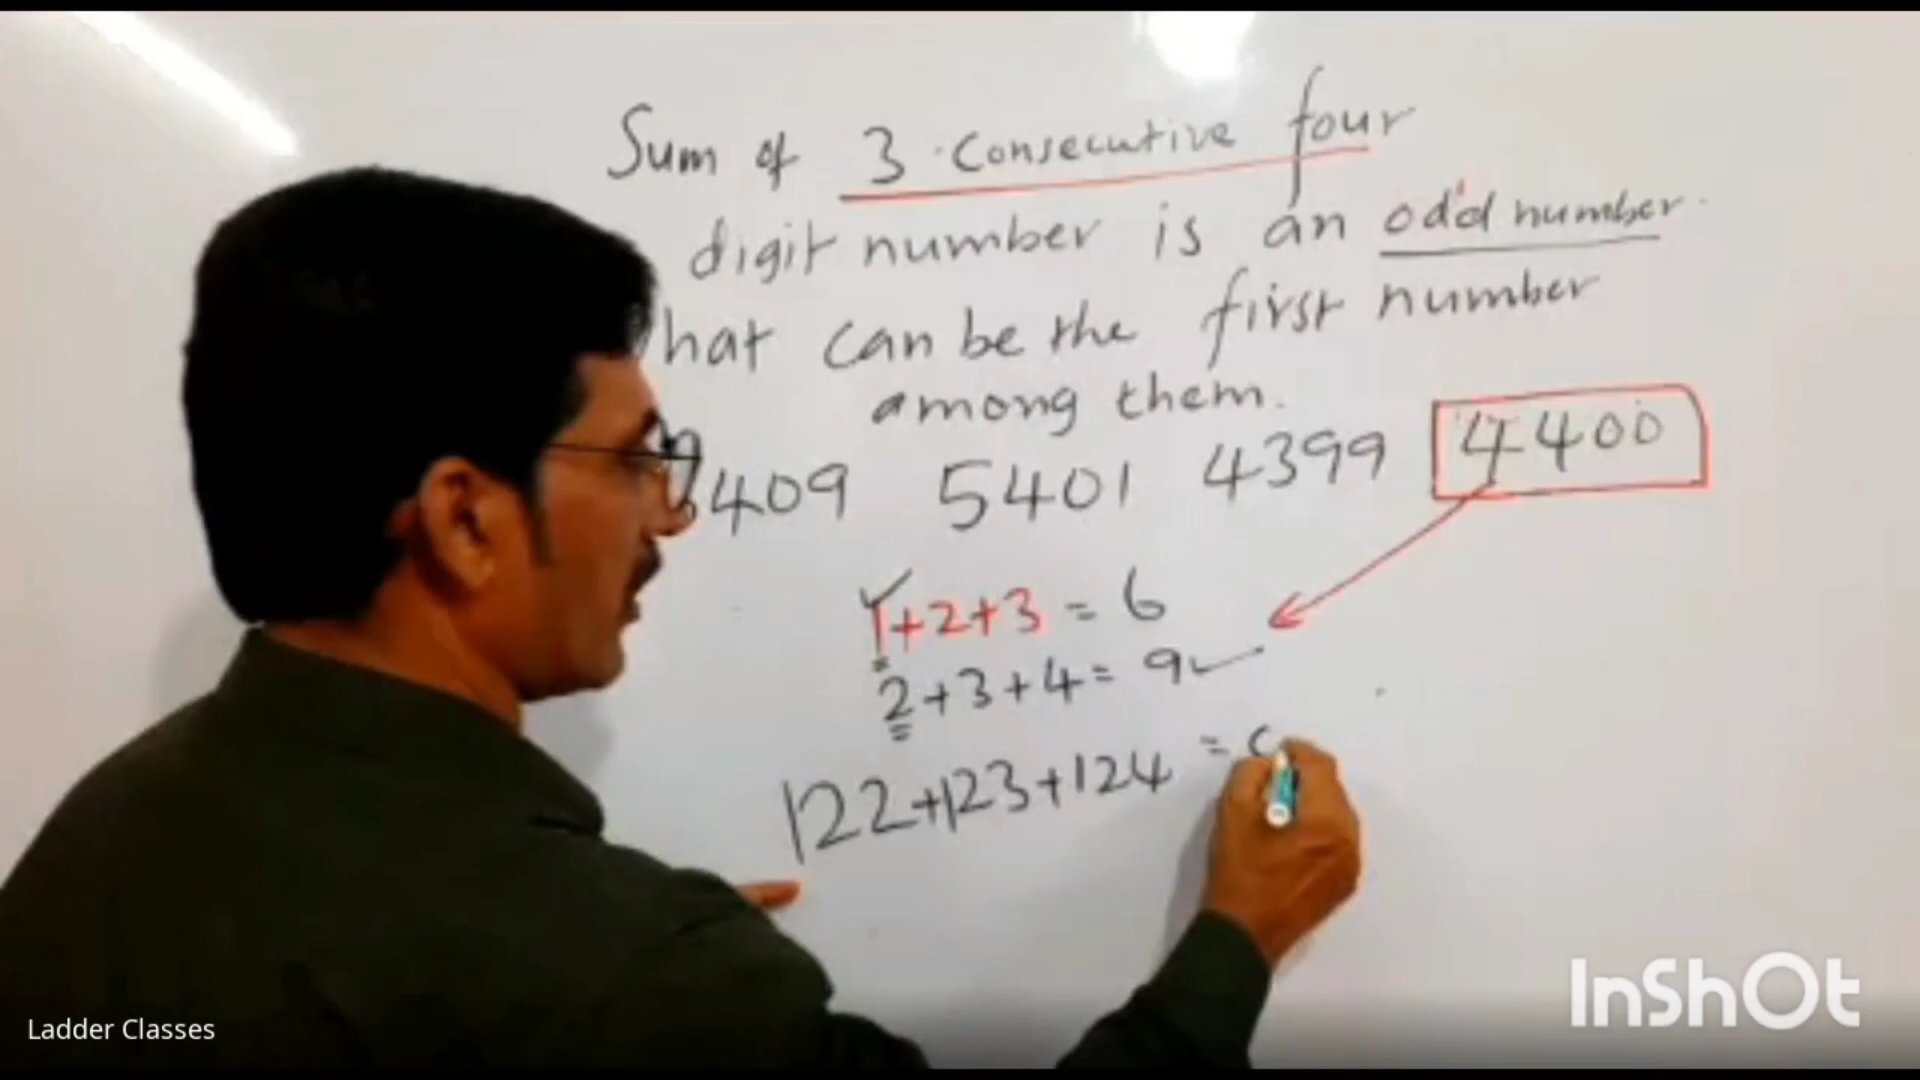 Sum of 3 consecutive four
digit number is an odd number.
hat can be the first number
among them.
409 5401 4399 4400
1+2+3 = 6
2+3+4 = 9
122+123+124 =
Ladder Classes
InShOt